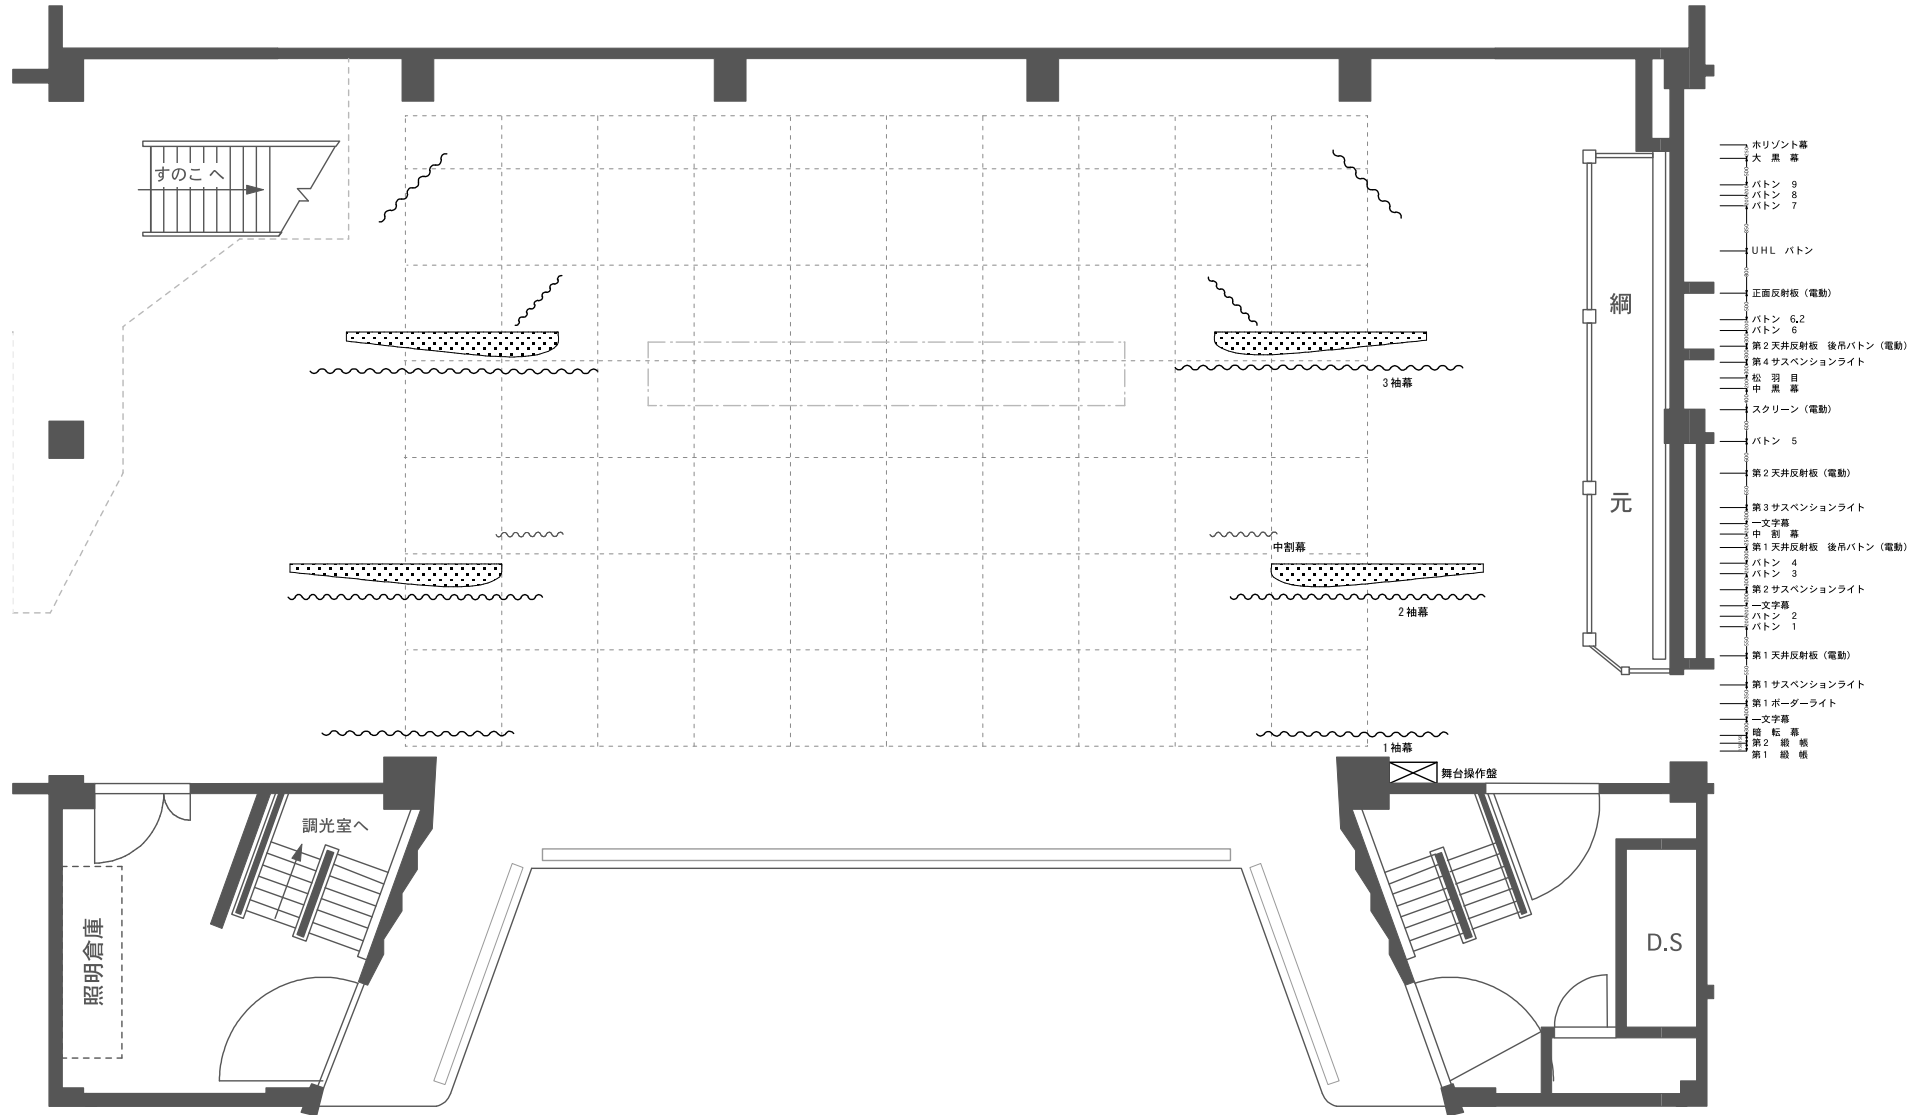 すのこ へ
綱
元
3 袖幕
中割幕
2 袖幕
1 袖幕
舞台操作盤
調光室へ
照明倉庫
D.S
ホリゾント幕
大 黒 幕
バトン 9
バトン 8
バトン 7
UHL バトン
正面反射板 (電動)
バトン 6.2
バトン 6
第2天井反射板 後吊バトン (電動)
第4サスペンションライト
松 羽 目
中 黒 幕
スクリーン (電動)
バトン 5
第2天井反射板 (電動)
第3サスペンションライト
一文字幕
中 割 幕
第1天井反射板 後吊バトン (電動)
バトン 4
バトン 3
第2サスペンションライト
一文字幕
バトン 2
バトン 1
第1天井反射板 (電動)
第1サスペンションライト
第1ボーダーライト
一文字幕
暗 転 幕
第2 緞 帳
第1 緞 帳